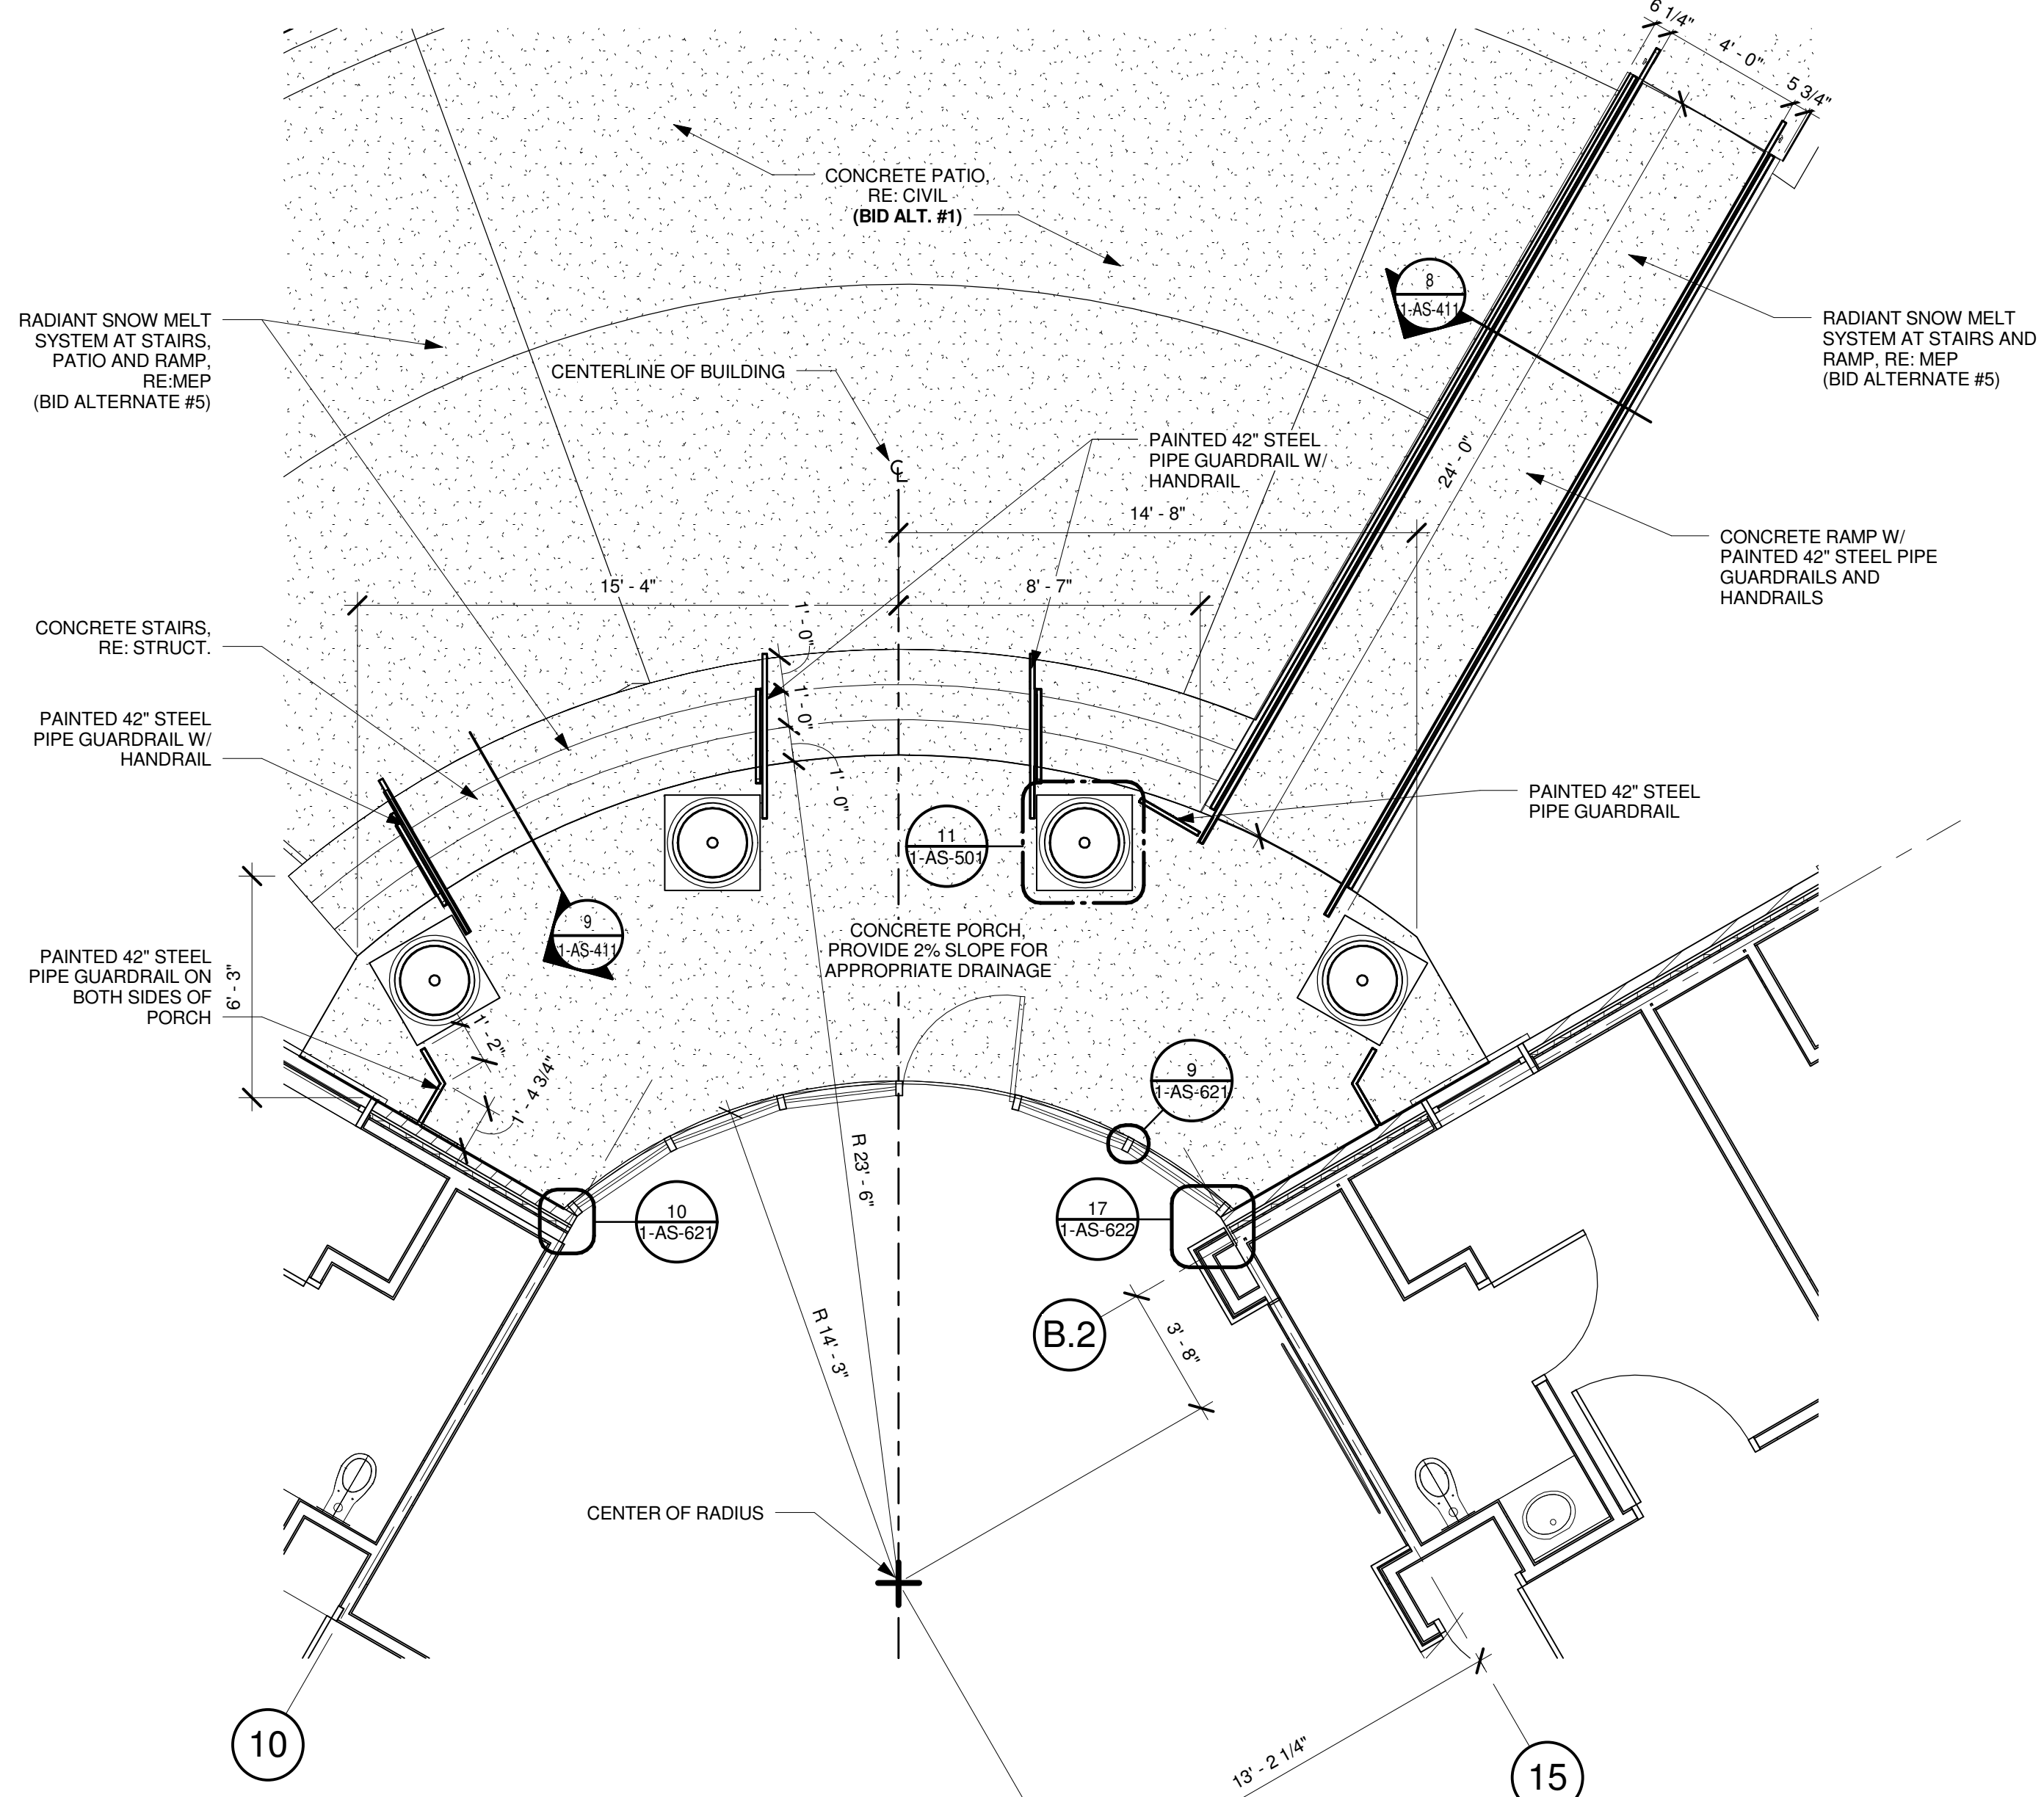 6 1/4"
4' - 0"
5 3/4"
CONCRETE PATIO,
RE: CIVIL
(BID ALT. #1)
8
1-AS-411
RADIANT SNOW MELT
SYSTEM AT STAIRS,
PATIO AND RAMP,
RE:MEP
(BID ALTERNATE #5)
RADIANT SNOW MELT
SYSTEM AT STAIRS AND
RAMP, RE: MEP
(BID ALTERNATE #5)
CENTERLINE OF BUILDING
CL
PAINTED 42" STEEL
PIPE GUARDRAIL W/
HANDRAIL
24' - 0"
14' - 8"
CONCRETE RAMP W/
PAINTED 42" STEEL PIPE
GUARDRAILS AND
HANDRAILS
15' - 4"
8' - 7"
1' - 0"
1' - 0"
1' - 0"
CONCRETE STAIRS,
RE: STRUCT.
PAINTED 42" STEEL
PIPE GUARDRAIL W/
HANDRAIL
PAINTED 42" STEEL
PIPE GUARDRAIL
11
1-AS-501
9
1-AS-411
CONCRETE PORCH,
PROVIDE 2% SLOPE FOR
APPROPRIATE DRAINAGE
PAINTED 42" STEEL
PIPE GUARDRAIL ON
BOTH SIDES OF
PORCH
6' - 3"
1' - 2"
1' - 4 3/4"
9
1-AS-621
R 23' - 6"
10
1-AS-621
17
1-AS-622
B.2
3' - 8"
R 14' - 3"
CENTER OF RADIUS
10
13' - 2 1/4"
15